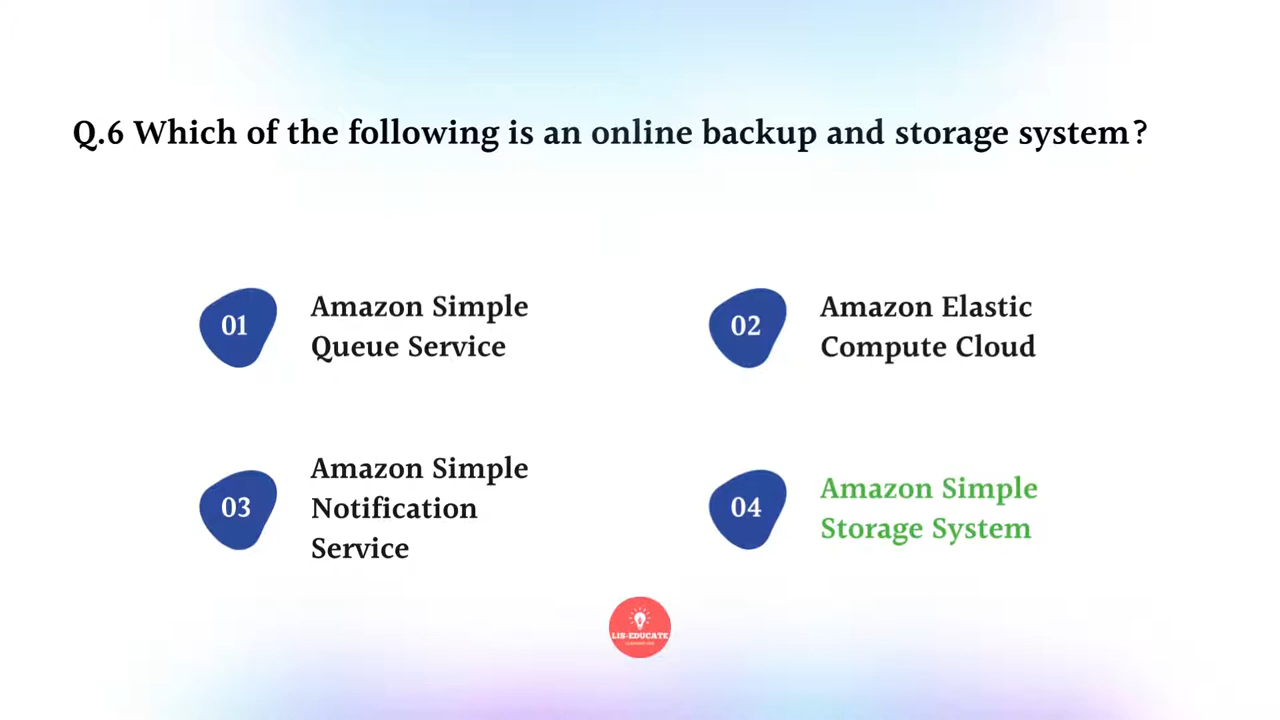 Q.6 Which of the following is an online backup and storage system?
01
Amazon Simple
Queue Service
02
Amazon Elastic
Compute Cloud
03
Amazon Simple
Notification
Service
04
Amazon Simple
Storage System
LIS-EDUCATE